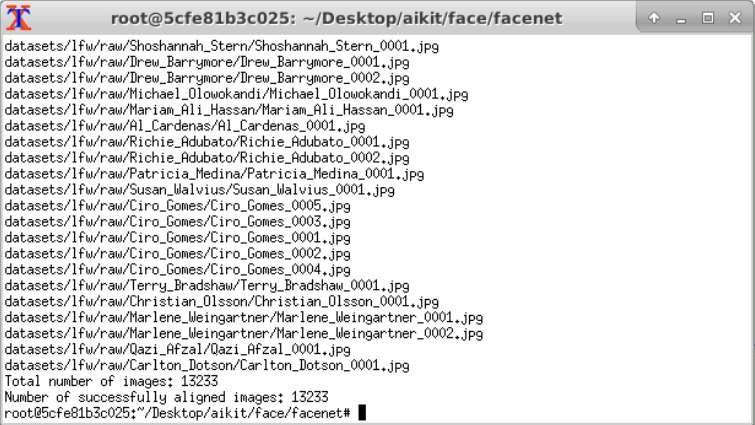 root@5cfe81b3c025: ~/Desktop/aikit/face/facenet
datasets/lfw/raw/Shoshannah_Stern/Shoshannah_Stern_0001.jpg
datasets/lfw/raw/Drew_Barrymore/Drew_Barrymore_0001.jpg
datasets/lfw/raw/Drew_Barrymore/Drew_Barrymore_0002.jpg
datasets/lfw/raw/Michael_Olowokandi/Michael_Olowokandi_0001.jpg
datasets/lfw/raw/Mariam_Ali_Hassan/Mariam_Ali_Hassan_0001.jpg
datasets/lfw/raw/Al_Cardenas/Al_Cardenas_0001.jpg
datasets/lfw/raw/Richie_Adubato/Richie_Adubato_0001.jpg
datasets/lfw/raw/Richie_Adubato/Richie_Adubato_0002.jpg
datasets/lfw/raw/Patricia_Medina/Patricia_Medina_0001.jpg
datasets/lfw/raw/Susan_Walvius/Susan_Walvius_0001.jpg
datasets/lfw/raw/Ciro_Gomes/Ciro_Gomes_0005.jpg
datasets/lfw/raw/Ciro_Gomes/Ciro_Gomes_0003.jpg
datasets/lfw/raw/Ciro_Gomes/Ciro_Gomes_0001.jpg
datasets/lfw/raw/Ciro_Gomes/Ciro_Gomes_0002.jpg
datasets/lfw/raw/Ciro_Gomes/Ciro_Gomes_0004.jpg
datasets/lfw/raw/Terry_Bradshaw/Terry_Bradshaw_0001.jpg
datasets/lfw/raw/Christian_Olsson/Christian_Olsson_0001.jpg
datasets/lfw/raw/Marlene_Weingartner/Marlene_Weingartner_0001.jpg
datasets/lfw/raw/Marlene_Weingartner/Marlene_Weingartner_0002.jpg
datasets/lfw/raw/Qazi_Afzal/Qazi_Afzal_0001.jpg
datasets/lfw/raw/Carlton_Dotson/Carlton_Dotson_0001.jpg
Total number of images: 13233
Number of successfully aligned images: 13233
root@5cfe81b3c025:~/Desktop/aikit/face/facenet#